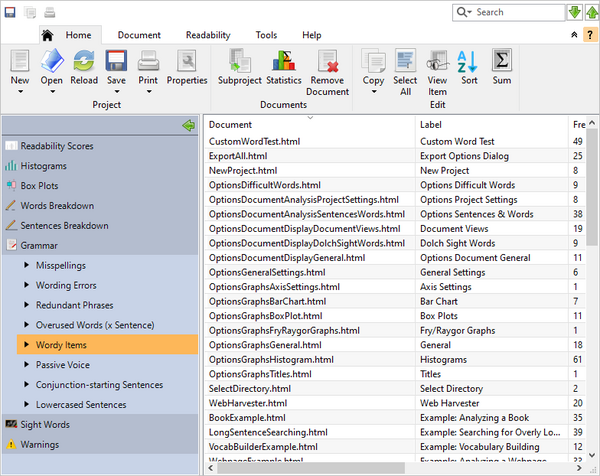 Search
Home Document Readability Tools Help ?
New Open Reload Save Print Properties Subproject Statistics Remove Document Copy Select All View Item Sort Sum
Project Documents Edit
Readability Scores
Histograms
Box Plots
Words Breakdown
Sentences Breakdown
Grammar
Misspellings
Wording Errors
Redundant Phrases
Overused Words (x Sentence)
Wordy Items
Passive Voice
Conjunction-starting Sentences
Lowercased Sentences
Sight Words
Warnings
Document Label Fre
CustomWordTest.html Custom Word Test 49
ExportAll.html Export Options Dialog 25
NewProject.html New Project 8
OptionsDifficultWords.html Options Difficult Words 9
OptionsDocumentAnalysisProjectSettings.html Options Project Settings 8
OptionsDocumentAnalysisSentencesWords.html Options Sentences & Words 38
OptionsDocumentDisplayDocumentViews.html Document Views 19
OptionsDocumentDisplayDolchSightWords.html Dolch Sight Words 9
OptionsDocumentDisplayGeneral.html Options Document General 11
OptionsGeneralSettings.html General Settings 6
OptionsGraphsAxisSettings.html Axis Settings 1
OptionsGraphsBarChart.html Bar Chart 7
OptionsGraphsBoxPlot.html Box Plots 11
OptionsGraphsFryRaygorGraphs.html Fry/Raygor Graphs 1
OptionsGraphsGeneral.html General 18
OptionsGraphsHistogram.html Histograms 61
OptionsGraphsTitles.html Titles 1
SelectDirectory.html Select Directory 2
WebHarvester.html Web Harvester 20
BookExample.html Example: Analyzing a Book 35
LongSentenceSearching.html Example: Searching for Overly Lo... 39
VocabBuilderExample.html Example: Vocabulary Building 12
WebpageExample.html Example: Analyzing a Webpage